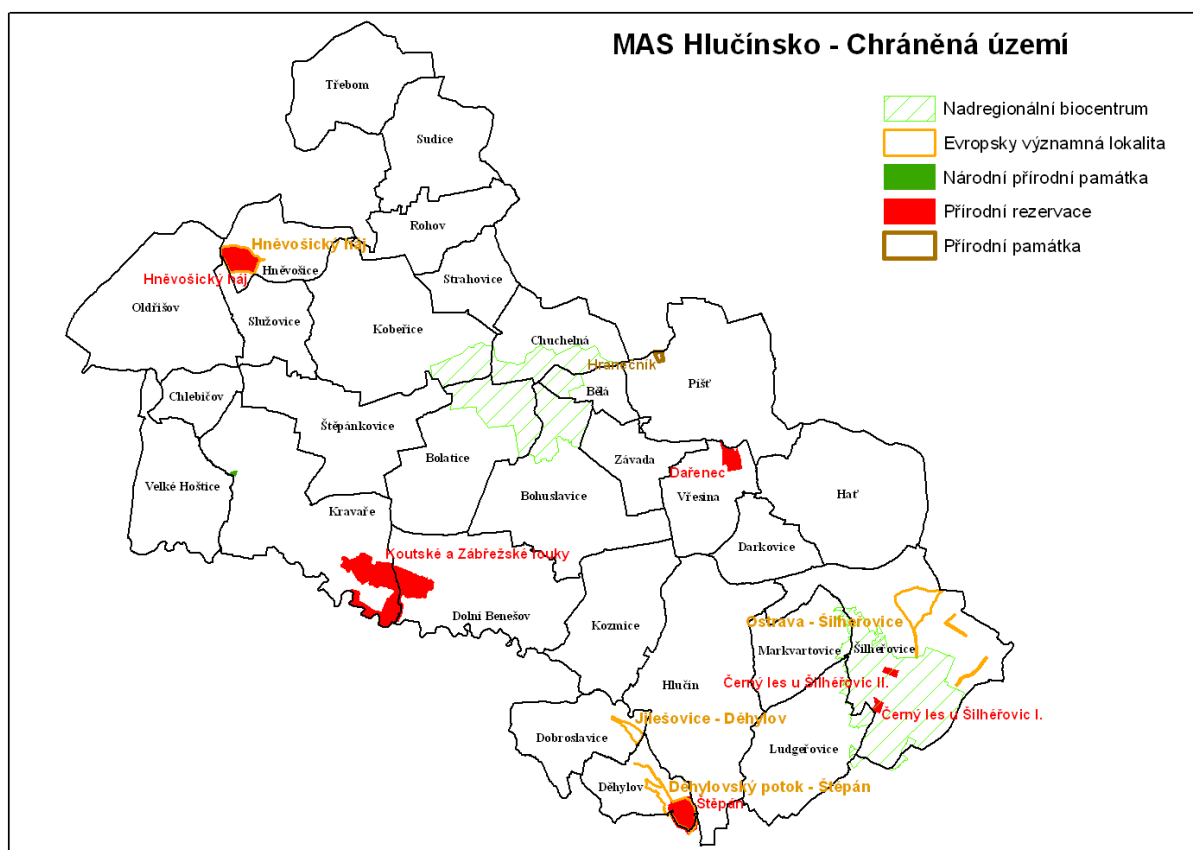 MAS Hlučínsko - Chráněná území
Nadregionální biocentrum
Evropsky významná lokalita
Národní přírodní památka
Přírodní rezervace
Přírodní památka
Třebom
Sudice
Rohov
Hněvošický háj
Hněvošice
Hněvošický háj
Strahovice
Oldřišov
Služovice
Kobeřice
Chuchelná
Hranečník
Píšť
Bělá
Chlebičov
Štěpánkovice
Bolatice
Závada
Dařenec
Velké Hoštice
Bohuslavice
Hať
Kravaře
Vřesina
Darkovice
Koutské a Zábřežské louky
Dolní Benešov
Kozmice
Ostrava - Šilheřovice
Markvartovice
Šilheřovice
Hlučín
Černý les u Šilhéřovic II.
Černý les u Šilhéřovic I.
Jilešovice - Děhylov
Dobroslavice
Ludgeřovice
Děhylov
Děhylovský potok - Štěpán
Štěpán